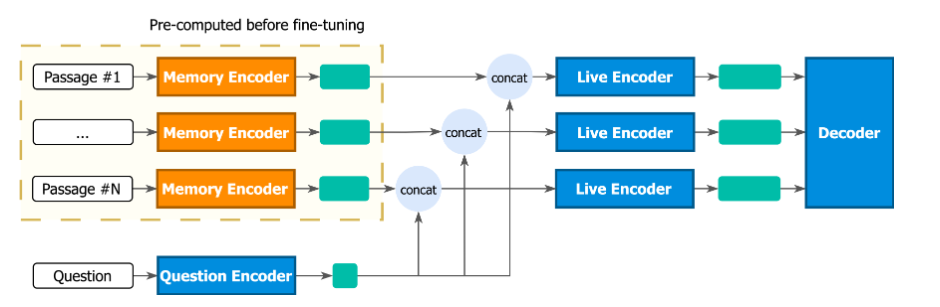 Pre-computed before fine-tuning
Passage #1
Memory Encoder
concat
Live Encoder
...
Memory Encoder
concat
Live Encoder
Decoder
Passage #N
Memory Encoder
concat
Live Encoder
Question
Question Encoder